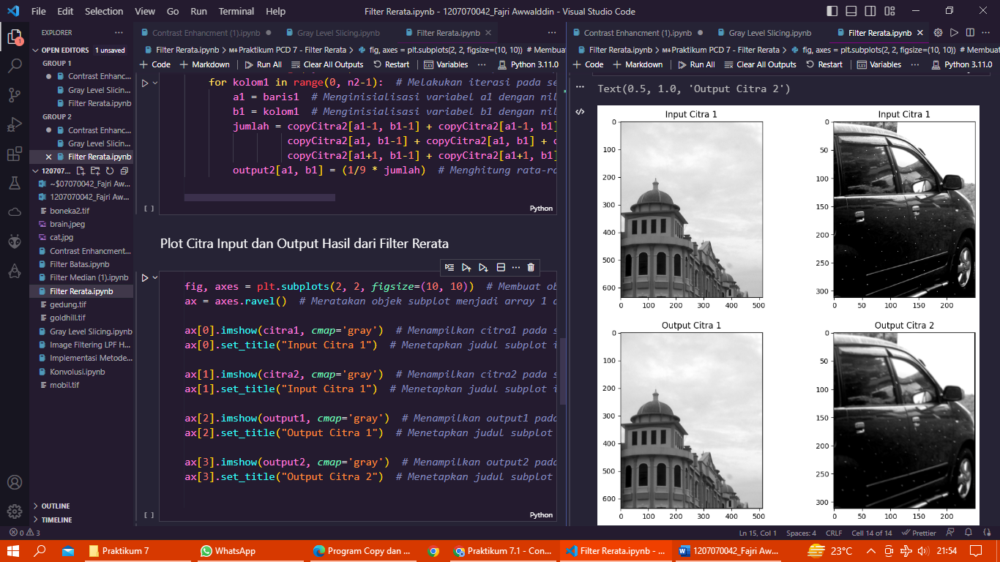 File Edit Selection View Go Run Terminal Help
Filter Rerata.ipynb - 1207070042_Fajri Awwalddin - Visual Studio Code
EXPLORER
OPEN EDITORS 1 unsaved
GROUP 1
Contrast Enhanc...
Gray Level Slicin...
Filter Rerata.ipynb
GROUP 2
Contrast Enhanc...
Gray Level Slicin...
Filter Rerata.ipynb
120707...
~$07070042_Fajri Aw...
1207070042_Fajri Aw...
boneka2.tif
brain.jpeg
cat.jpg
Contrast Enhancment...
Filter Batas.ipynb
Filter Median (1).ipynb
Filter Rerata.ipynb
gedung.tif
goldhill.tif
Gray Level Slicing.ipynb
Image Filtering LPF H...
Implementasi Metode...
Konvolusi.ipynb
mobil.tif
OUTLINE
TIMELINE
Contrast Enhancment (1).ipynb
Gray Level Slicing.ipynb
Filter Rerata.ipynb
Filter Rerata.ipynb > M↓Praktikum PCD 7 - Filter Rerata > fig, axes = plt.subplots(2, 2, figsize=(10, 10)) # Membuat
+ Code + Markdown Run All Clear All Outputs Restart Variables ... Python 3.11.0
for kolom1 in range(0, n2-1):  # Melakukan iterasi pada se
a1 = baris1  # Menginisialisasi variabel a1 dengan nil
b1 = kolom1  # Menginisialisasi variabel b1 dengan nil
jumlah = copyCitra2[a1-1, b1-1] + copyCitra2[a1-1, b1]
copyCitra2[a1, b1-1] + copyCitra2[a1, b1] + c
copyCitra2[a1+1, b1-1] + copyCitra2[a1+1, b1]
output2[a1, b1] = (1/9 * jumlah)  # Menghitung rata-ra
[ ]
Python
Plot Citra Input dan Output Hasil dari Filter Rerata
fig, axes = plt.subplots(2, 2, figsize=(10, 10))  # Membuat ob
ax = axes.ravel()  # Meratakan objek subplot menjadi array 1 d
ax[0].imshow(citra1, cmap='gray')  # Menampilkan citra1 pada s
ax[0].set_title("Input Citra 1")  # Menetapkan judul subplot i
ax[1].imshow(citra2, cmap='gray')  # Menampilkan citra2 pada s
ax[1].set_title("Input Citra 1")  # Menetapkan judul subplot i
ax[2].imshow(output1, cmap='gray')  # Menampilkan output1 pada
ax[2].set_title("Output Citra 1")  # Menetapkan judul subplot
ax[3].imshow(output2, cmap='gray')  # Menampilkan output2 pada
ax[3].set_title("Output Citra 2")  # Menetapkan judul subplot
[ ]
Python
Contrast Enhancment (1).ipynb
Gray Level Slicing.ipynb
Filter Rerata.ipynb
Filter Rerata.ipynb > M↓Praktikum PCD 7 - Filter Rerata > fig, axes = plt.subplots(2, 2, figsize=(10, 10)) # Membuat
+ Code + Markdown Run All Clear All Outputs Restart Variables ... Python 3.11.0
Text(0.5, 1.0, 'Output Citra 2')
Input Citra 1
0
100
200
300
400
500
600
0 100 200 300 400 500
Input Citra 1
0
50
100
150
200
250
300
0 50 100 150 200
Output Citra 1
0
100
200
300
400
500
600
0 100 200 300 400 500
Output Citra 2
0
50
100
150
200
250
300
0 50 100 150 200
0 3
Ln 15, Col 1 Spaces: 4 CRLF Cell 14 of 14 Prettier
Praktikum 7
WhatsApp
Program Copy dan ...
Praktikum 7.1 - Con...
Filter Rerata.ipynb - ...
1207070042_Fajri Aw...
23°C
21:54